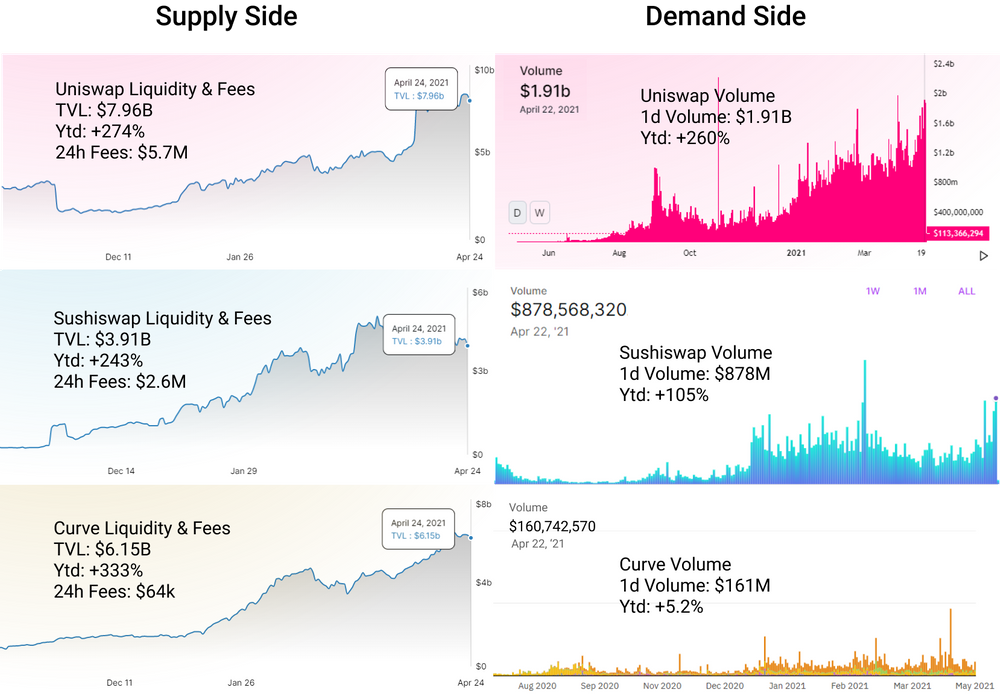 Supply Side
Demand Side
Uniswap Liquidity & Fees
TVL: $7.96B
Ytd: +274%
24h Fees: $5.7M
April 24, 2021
TVL : $7.96b
$10b
$5b
$0
Dec 11
Jan 26
Apr 24
Volume
$1.91b
April 22, 2021
Uniswap Volume
1d Volume: $1.91B
Ytd: +260%
$2.4b
$2b
$1.6b
$1.2b
$800m
$400,000,000
$113,366,294
D
W
Jun
Aug
Oct
2021
Mar
19
Sushiswap Liquidity & Fees
TVL: $3.91B
Ytd: +243%
24h Fees: $2.6M
April 24, 2021
TVL : $3.91b
$6b
$3b
$0
Dec 14
Jan 29
Apr 24
Volume
$878,568,320
Apr 22, '21
1W
1M
ALL
Sushiswap Volume
1d Volume: $878M
Ytd: +105%
Curve Liquidity & Fees
TVL: $6.15B
Ytd: +333%
24h Fees: $64k
April 24, 2021
TVL : $6.15b
$8b
$4b
$0
Dec 11
Jan 26
Apr 24
Volume
$160,742,570
Apr 22, '21
Curve Volume
1d Volume: $161M
Ytd: +5.2%
Aug 2020
Sep 2020
Nov 2020
Dec 2020
Jan 2021
Feb 2021
Mar 2021
May 2021